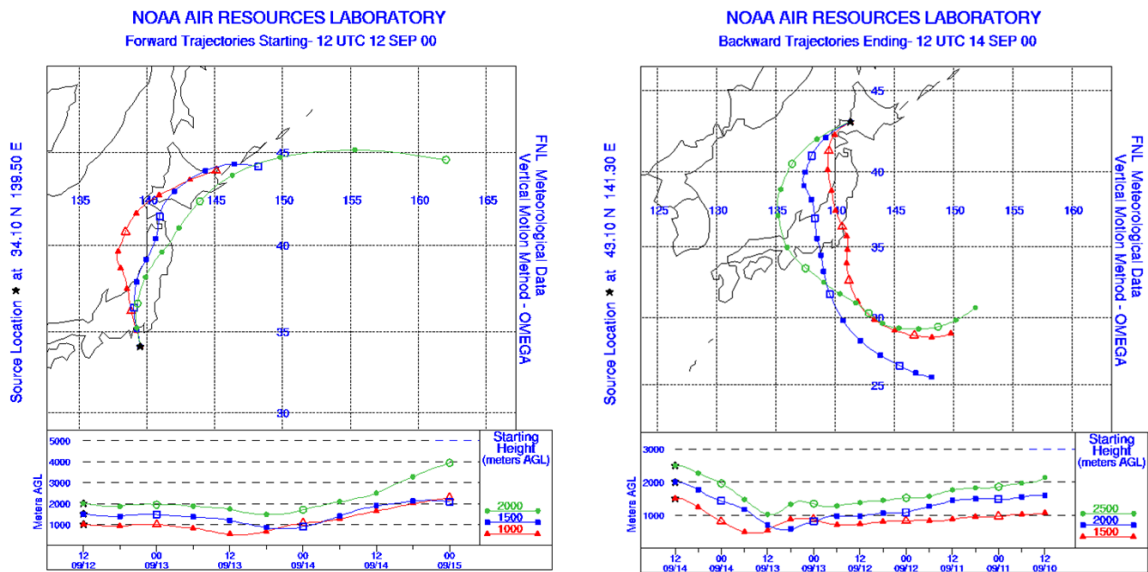 NOAA AIR RESOURCES LABORATORY
Forward Trajectories Starting- 12 UTC 12 SEP 00
Source Location ★ at 34.10 N 139.50 E
135 140 145 150 155 160 165
45
40
35
30
FNL Meteorological Data
Vertical Motion Method - OMEGA
Meters AGL
5000
4000
3000
2000
1000
Starting
Height
(meters AGL)
2000
1500
1000
12 00 12 00 12 00
09/12 09/13 09/13 09/14 09/14 09/15
NOAA AIR RESOURCES LABORATORY
Backward Trajectories Ending- 12 UTC 14 SEP 00
Source Location ★ at 43.10 N 141.30 E
45
40
125 130 135 140 145 150 155 160
35
30
25
FNL Meteorological Data
Vertical Motion Method - OMEGA
Meters AGL
3000
2000
1000
Starting
Height
(meters AGL)
2500
2000
1500
12 00 12 00 12 00 12 00 12
09/14 09/14 09/13 09/13 09/12 09/12 09/11 09/11 09/10